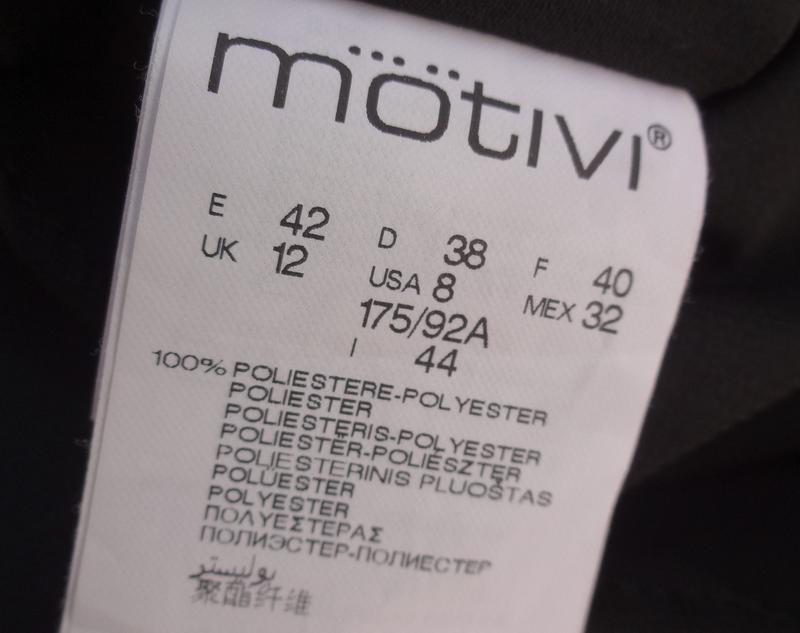 mötivi®
E 42 D 38 F 40
UK 12 USA 8 MEX 32
175/92A
I 44
100% POLIESTERE-POLYESTER
POLIESTER
POLIESTERIS-POLYESTER
POLIESTĒR-POLIÉSZTER
POLIESTERINIS PLUOŠTAS
POLÜESTER
POLYESTER
ΠΟΛΥΕΣΤΕΡΑΣ
ПОЛИЭСТЕР-ПОЛИЕСТЕР
بوليستر
聚酯纤维